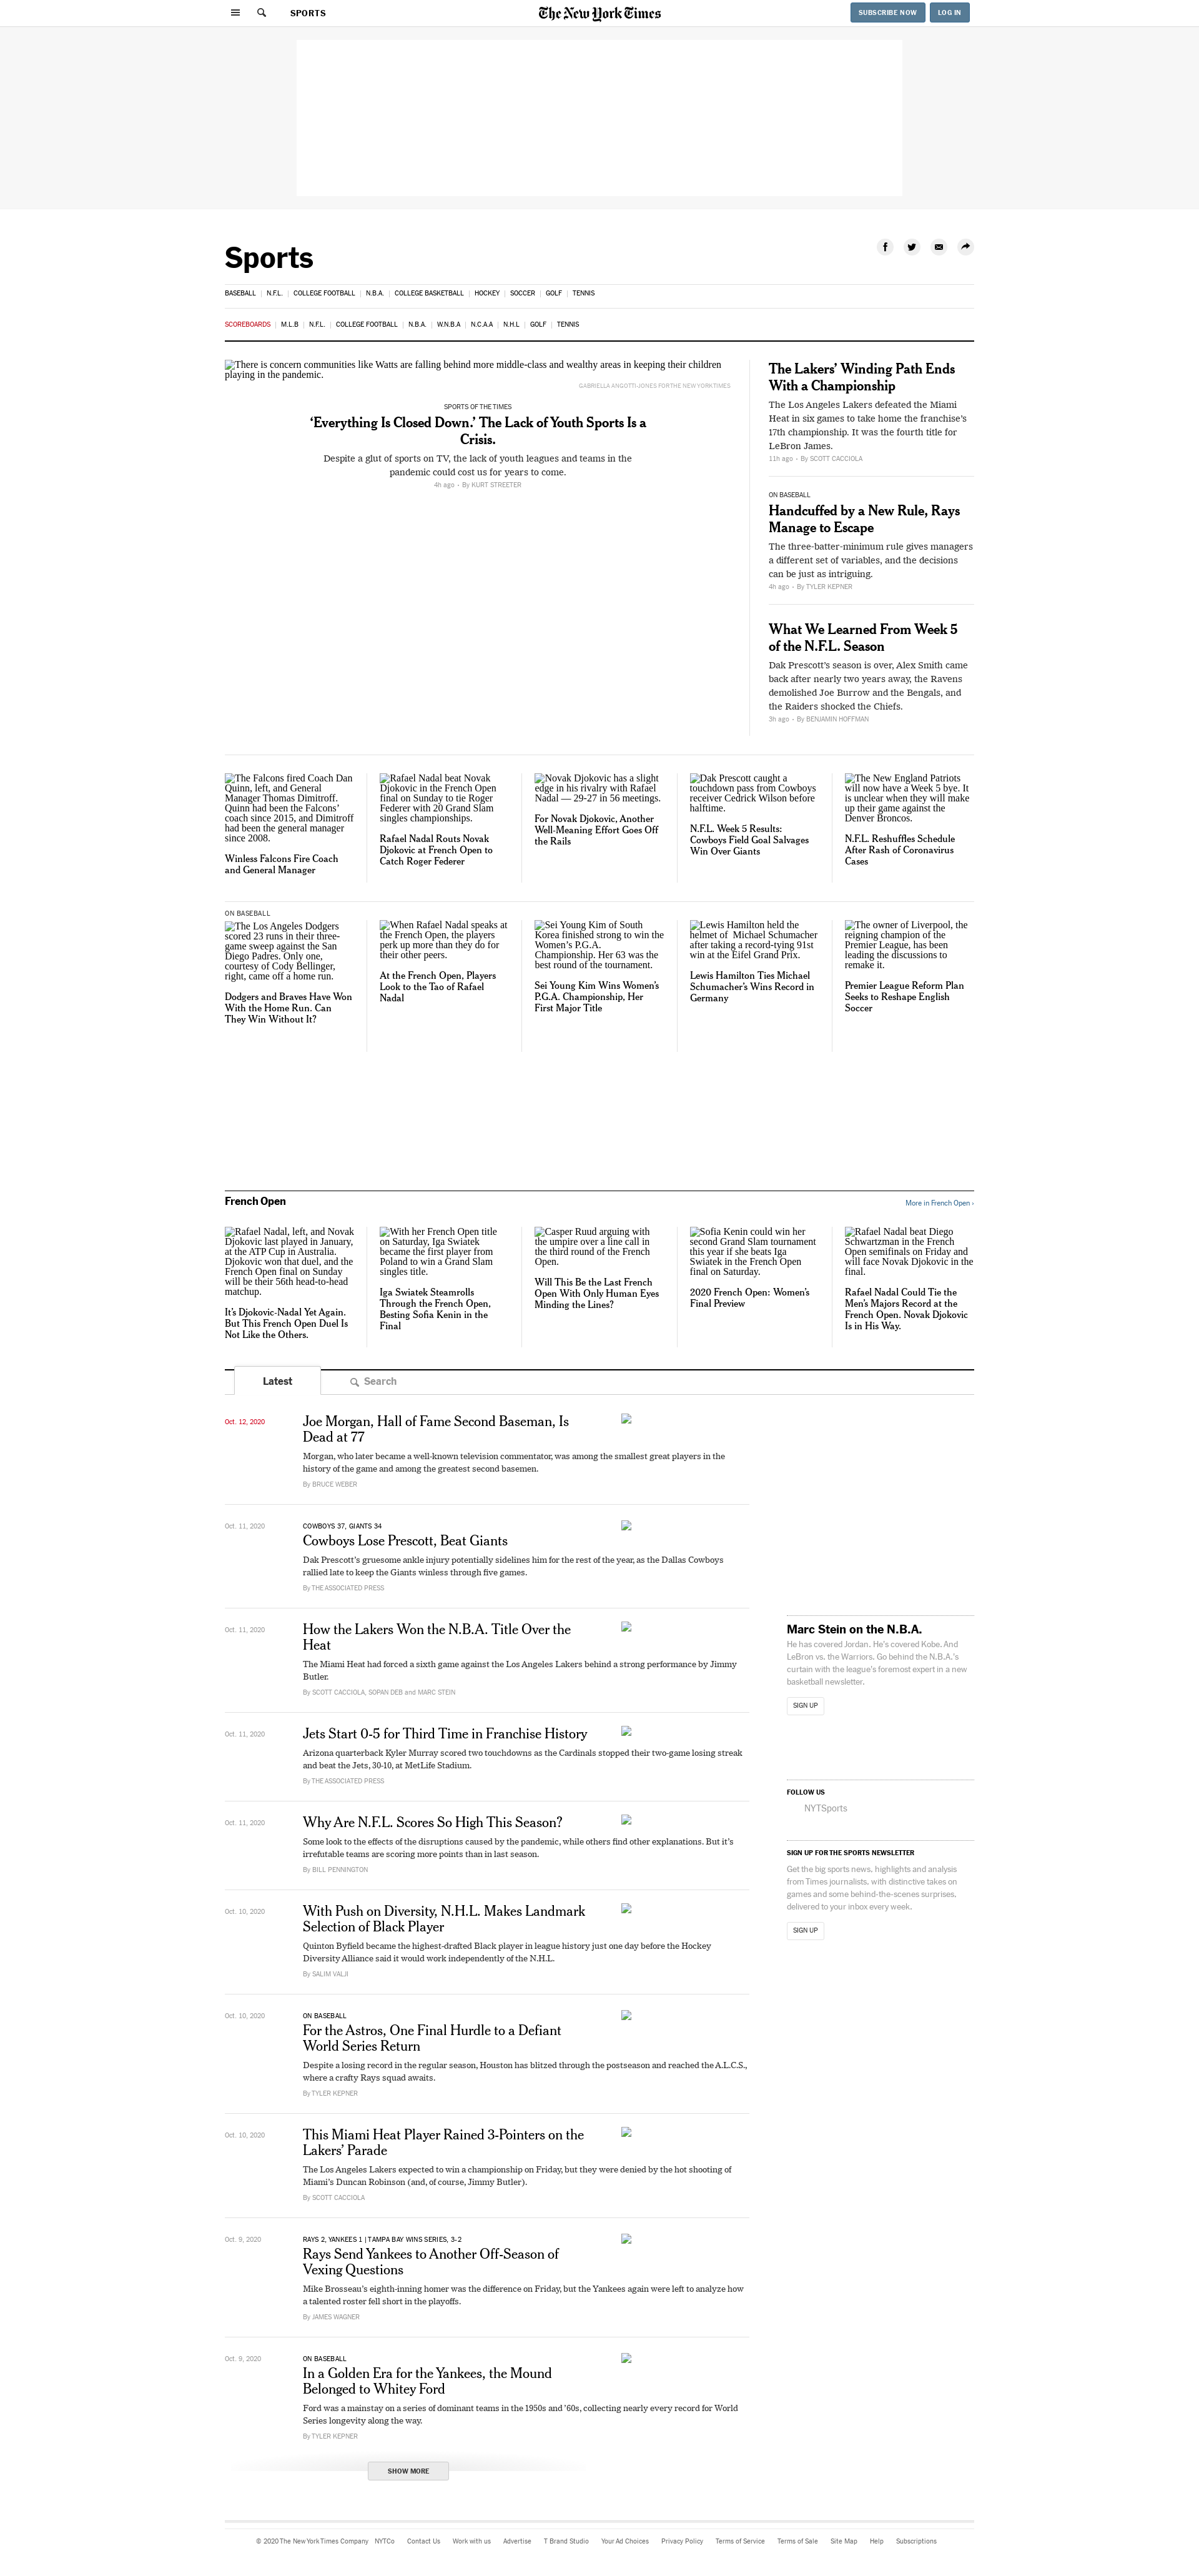 SPORTS
The New York Times
SUBSCRIBE NOW
LOG IN
Sports
BASEBALL | N.F.L. | COLLEGE FOOTBALL | N.B.A. | COLLEGE BASKETBALL | HOCKEY | SOCCER | GOLF | TENNIS
SCOREBOARDS | M.L.B | N.F.L. | COLLEGE FOOTBALL | N.B.A. | W.N.B.A | N.C.A.A | N.H.L | GOLF | TENNIS
There is concern communities like Watts are falling behind more middle-class and wealthy areas in keeping their children
playing in the pandemic.
GABRIELLA ANGOTTI-JONES FOR THE NEW YORK TIMES
SPORTS OF THE TIMES
‘Everything Is Closed Down.’ The Lack of Youth Sports Is a
Crisis.
Despite a glut of sports on TV, the lack of youth leagues and teams in the
pandemic could cost us for years to come.
4h ago - By KURT STREETER
The Lakers’ Winding Path Ends
With a Championship
The Los Angeles Lakers defeated the Miami
Heat in six games to take home the franchise’s
17th championship. It was the fourth title for
LeBron James.
11h ago - By SCOTT CACCIOLA
ON BASEBALL
Handcuffed by a New Rule, Rays
Manage to Escape
The three-batter-minimum rule gives managers
a different set of variables, and the decisions
can be just as intriguing.
4h ago - By TYLER KEPNER
What We Learned From Week 5
of the N.F.L. Season
Dak Prescott’s season is over, Alex Smith came
back after nearly two years away, the Ravens
demolished Joe Burrow and the Bengals, and
the Raiders shocked the Chiefs.
3h ago - By BENJAMIN HOFFMAN
The Falcons fired Coach Dan
Quinn, left, and General
Manager Thomas Dimitroff.
Quinn had been the Falcons’
coach since 2015, and Dimitroff
had been the general manager
since 2008.
Winless Falcons Fire Coach
and General Manager
Rafael Nadal beat Novak
Djokovic in the French Open
final on Sunday to tie Roger
Federer with 20 Grand Slam
singles championships.
Rafael Nadal Routs Novak
Djokovic at French Open to
Catch Roger Federer
Novak Djokovic has a slight
edge in his rivalry with Rafael
Nadal — 29-27 in 56 meetings.
For Novak Djokovic, Another
Well-Meaning Effort Goes Off
the Rails
Dak Prescott caught a
touchdown pass from Cowboys
receiver Cedrick Wilson before
halftime.
N.F.L. Week 5 Results:
Cowboys Field Goal Salvages
Win Over Giants
The New England Patriots
will now have a Week 5 bye. It
is unclear when they will make
up their game against the
Denver Broncos.
N.F.L. Reshuffles Schedule
After Rash of Coronavirus
Cases
ON BASEBALL
The Los Angeles Dodgers
scored 23 runs in their three-
game sweep against the San
Diego Padres. Only one,
courtesy of Cody Bellinger,
right, came off a home run.
Dodgers and Braves Have Won
With the Home Run. Can
They Win Without It?
When Rafael Nadal speaks at
the French Open, the players
perk up more than they do for
their other peers.
At the French Open, Players
Look to the Tao of Rafael
Nadal
Sei Young Kim of South
Korea finished strong to win the
Women’s P.G.A.
Championship. Her 63 was the
best round of the tournament.
Sei Young Kim Wins Women’s
P.G.A. Championship, Her
First Major Title
Lewis Hamilton held the
helmet of Michael Schumacher
after taking a record-tying 91st
win at the Eifel Grand Prix.
Lewis Hamilton Ties Michael
Schumacher’s Wins Record in
Germany
The owner of Liverpool, the
reigning champion of the
Premier League, has been
leading the discussions to
remake it.
Premier League Reform Plan
Seeks to Reshape English
Soccer
French Open
More in French Open ›
Rafael Nadal, left, and Novak
Djokovic last played in January,
at the ATP Cup in Australia.
Djokovic won that duel, and the
French Open final on Sunday
will be their 56th head-to-head
matchup.
It’s Djokovic-Nadal Yet Again.
But This French Open Duel Is
Not Like the Others.
With her French Open title
on Saturday, Iga Swiatek
became the first player from
Poland to win a Grand Slam
singles title.
Iga Swiatek Steamrolls
Through the French Open,
Besting Sofia Kenin in the
Final
Casper Ruud arguing with
the umpire over a line call in
the third round of the French
Open.
Will This Be the Last French
Open With Only Human Eyes
Minding the Lines?
Sofia Kenin could win her
second Grand Slam tournament
this year if she beats Iga
Swiatek in the French Open
final on Saturday.
2020 French Open: Women’s
Final Preview
Rafael Nadal beat Diego
Schwartzman in the French
Open semifinals on Friday and
will face Novak Djokovic in the
final.
Rafael Nadal Could Tie the
Men’s Majors Record at the
French Open. Novak Djokovic
Is in His Way.
Latest
Search
Oct. 12, 2020
Joe Morgan, Hall of Fame Second Baseman, Is
Dead at 77
Morgan, who later became a well-known television commentator, was among the smallest great players in the
history of the game and among the greatest second basemen.
By BRUCE WEBER
Oct. 11, 2020
COWBOYS 37, GIANTS 34
Cowboys Lose Prescott, Beat Giants
Dak Prescott’s gruesome ankle injury potentially sidelines him for the rest of the year, as the Dallas Cowboys
rallied late to keep the Giants winless through five games.
By THE ASSOCIATED PRESS
Oct. 11, 2020
How the Lakers Won the N.B.A. Title Over the
Heat
The Miami Heat had forced a sixth game against the Los Angeles Lakers behind a strong performance by Jimmy
Butler.
By SCOTT CACCIOLA, SOPAN DEB and MARC STEIN
Oct. 11, 2020
Jets Start 0-5 for Third Time in Franchise History
Arizona quarterback Kyler Murray scored two touchdowns as the Cardinals stopped their two-game losing streak
and beat the Jets, 30-10, at MetLife Stadium.
By THE ASSOCIATED PRESS
Oct. 11, 2020
Why Are N.F.L. Scores So High This Season?
Some look to the effects of the disruptions caused by the pandemic, while others find other explanations. But it’s
irrefutable teams are scoring more points than in last season.
By BILL PENNINGTON
Oct. 10, 2020
With Push on Diversity, N.H.L. Makes Landmark
Selection of Black Player
Quinton Byfield became the highest-drafted Black player in league history just one day before the Hockey
Diversity Alliance said it would work independently of the N.H.L.
By SALIM VALJI
Oct. 10, 2020
ON BASEBALL
For the Astros, One Final Hurdle to a Defiant
World Series Return
Despite a losing record in the regular season, Houston has blitzed through the postseason and reached the A.L.C.S.,
where a crafty Rays squad awaits.
By TYLER KEPNER
Oct. 10, 2020
This Miami Heat Player Rained 3-Pointers on the
Lakers’ Parade
The Los Angeles Lakers expected to win a championship on Friday, but they were denied by the hot shooting of
Miami’s Duncan Robinson (and, of course, Jimmy Butler).
By SCOTT CACCIOLA
Oct. 9, 2020
RAYS 2, YANKEES 1 | TAMPA BAY WINS SERIES, 3-2
Rays Send Yankees to Another Off-Season of
Vexing Questions
Mike Brosseau’s eighth-inning homer was the difference on Friday, but the Yankees again were left to analyze how
a talented roster fell short in the playoffs.
By JAMES WAGNER
Oct. 9, 2020
ON BASEBALL
In a Golden Era for the Yankees, the Mound
Belonged to Whitey Ford
Ford was a mainstay on a series of dominant teams in the 1950s and ’60s, collecting nearly every record for World
Series longevity along the way.
By TYLER KEPNER
SHOW MORE
Marc Stein on the N.B.A.
He has covered Jordan. He’s covered Kobe. And
LeBron vs. the Warriors. Go behind the N.B.A.’s
curtain with the league’s foremost expert in a new
basketball newsletter.
SIGN UP
FOLLOW US
NYTSports
SIGN UP FOR THE SPORTS NEWSLETTER
Get the big sports news, highlights and analysis
from Times journalists, with distinctive takes on
games and some behind-the-scenes surprises,
delivered to your inbox every week.
SIGN UP
© 2020 The New York Times Company NYTCo Contact Us Work with us Advertise T Brand Studio Your Ad Choices Privacy Policy Terms of Service Terms of Sale Site Map Help Subscriptions